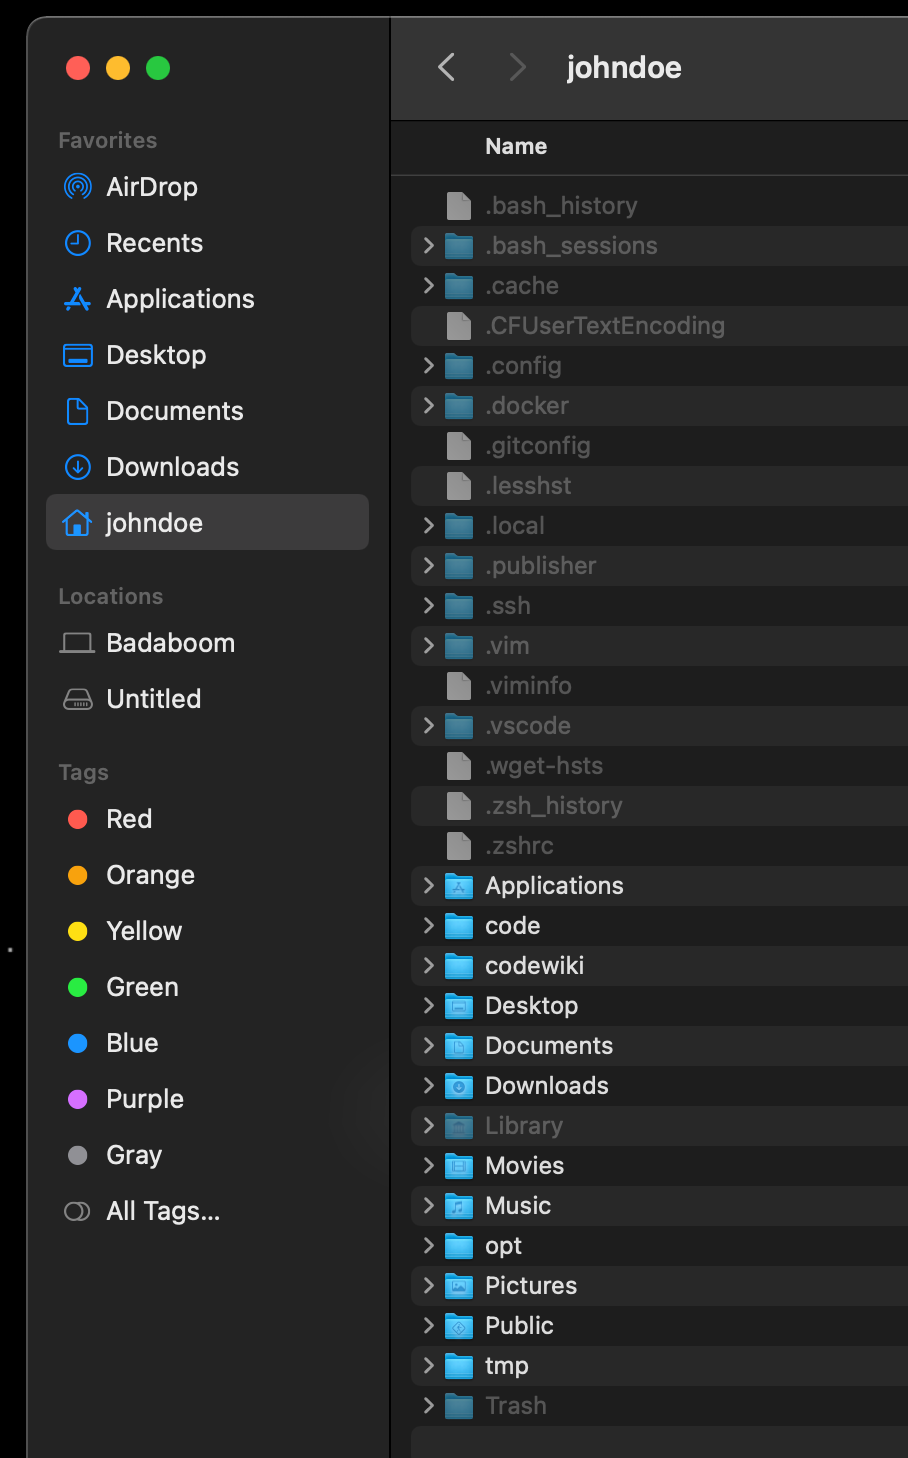 Favorites
AirDrop
Recents
Applications
Desktop
Documents
Downloads
johndoe
Locations
Badaboom
Untitled
Tags
Red
Orange
Yellow
Green
Blue
Purple
Gray
All Tags...
johndoe
Name
.bash_history
.bash_sessions
.cache
.CFUserTextEncoding
.config
.docker
.gitconfig
.lesshst
.local
.publisher
.ssh
.vim
.viminfo
.vscode
.wget-hsts
.zsh_history
.zshrc
Applications
code
codewiki
Desktop
Documents
Downloads
Library
Movies
Music
opt
Pictures
Public
tmp
Trash